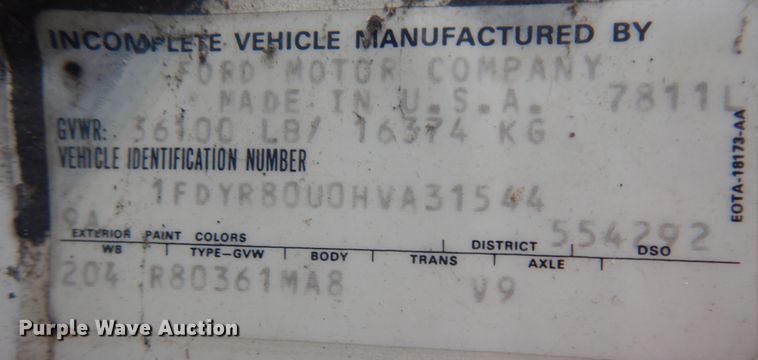 INCOMPLETE VEHICLE MANUFACTURED BY
FORD MOTOR COMPANY
MADE IN U.S.A. 7811L
GVWR: 36100 LB/ 16374 KG
VEHICLE IDENTIFICATION NUMBER
1FDYR80U0HVA31544
9A 554292
EXTERIOR PAINT COLORS DISTRICT DSO
WB TYPE-GVW BODY TRANS AXLE
204 R80361MA8 V9
EOTA-18173-AA
Purple Wave Auction